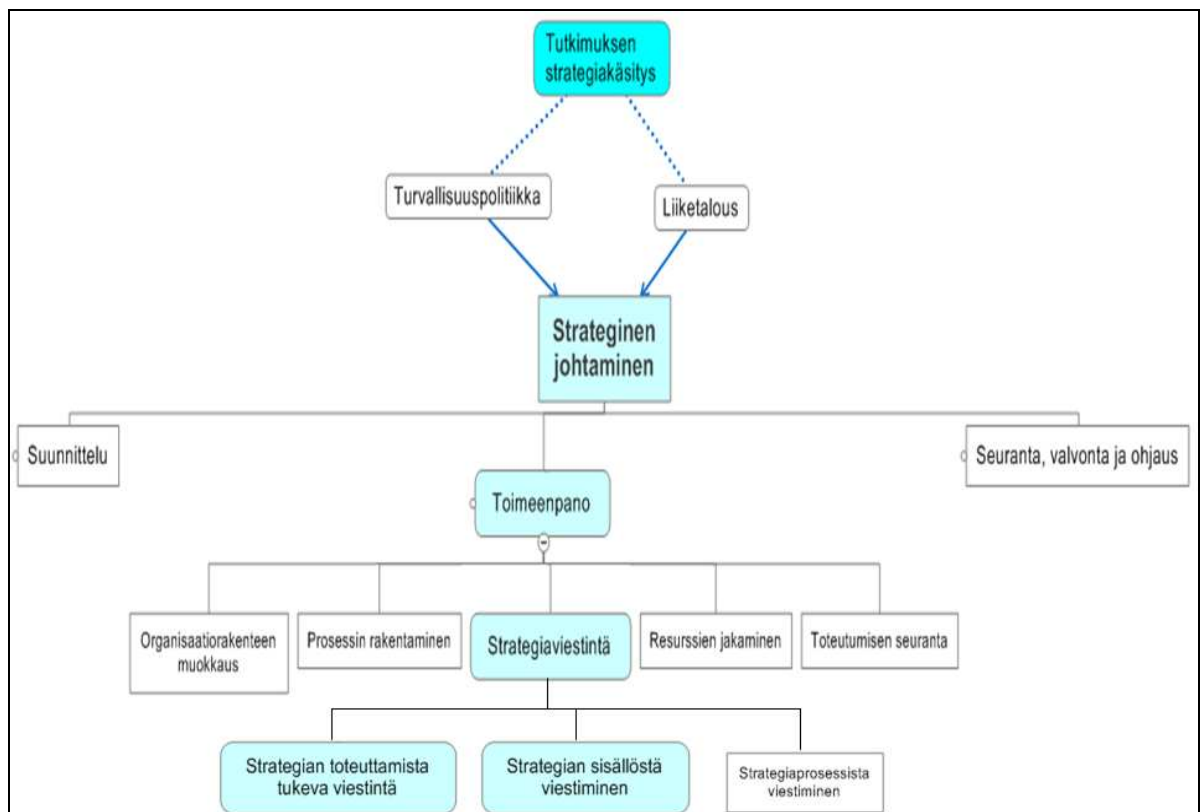 Tutkimuksen
strategiakäsitys
Turvallisuuspolitiikka
Liiketalous
Strateginen
johtaminen
Suunnittelu
Seuranta, valvonta ja ohjaus
Toimeenpano
Organisaatiorakenteen
muokkaus
Prosessin rakentaminen
Strategiaviestintä
Resurssien jakaminen
Toteutumisen seuranta
Strategian toteuttamista
tukeva viestintä
Strategian sisällöstä
viestiminen
Strategiaprosessista
viestiminen